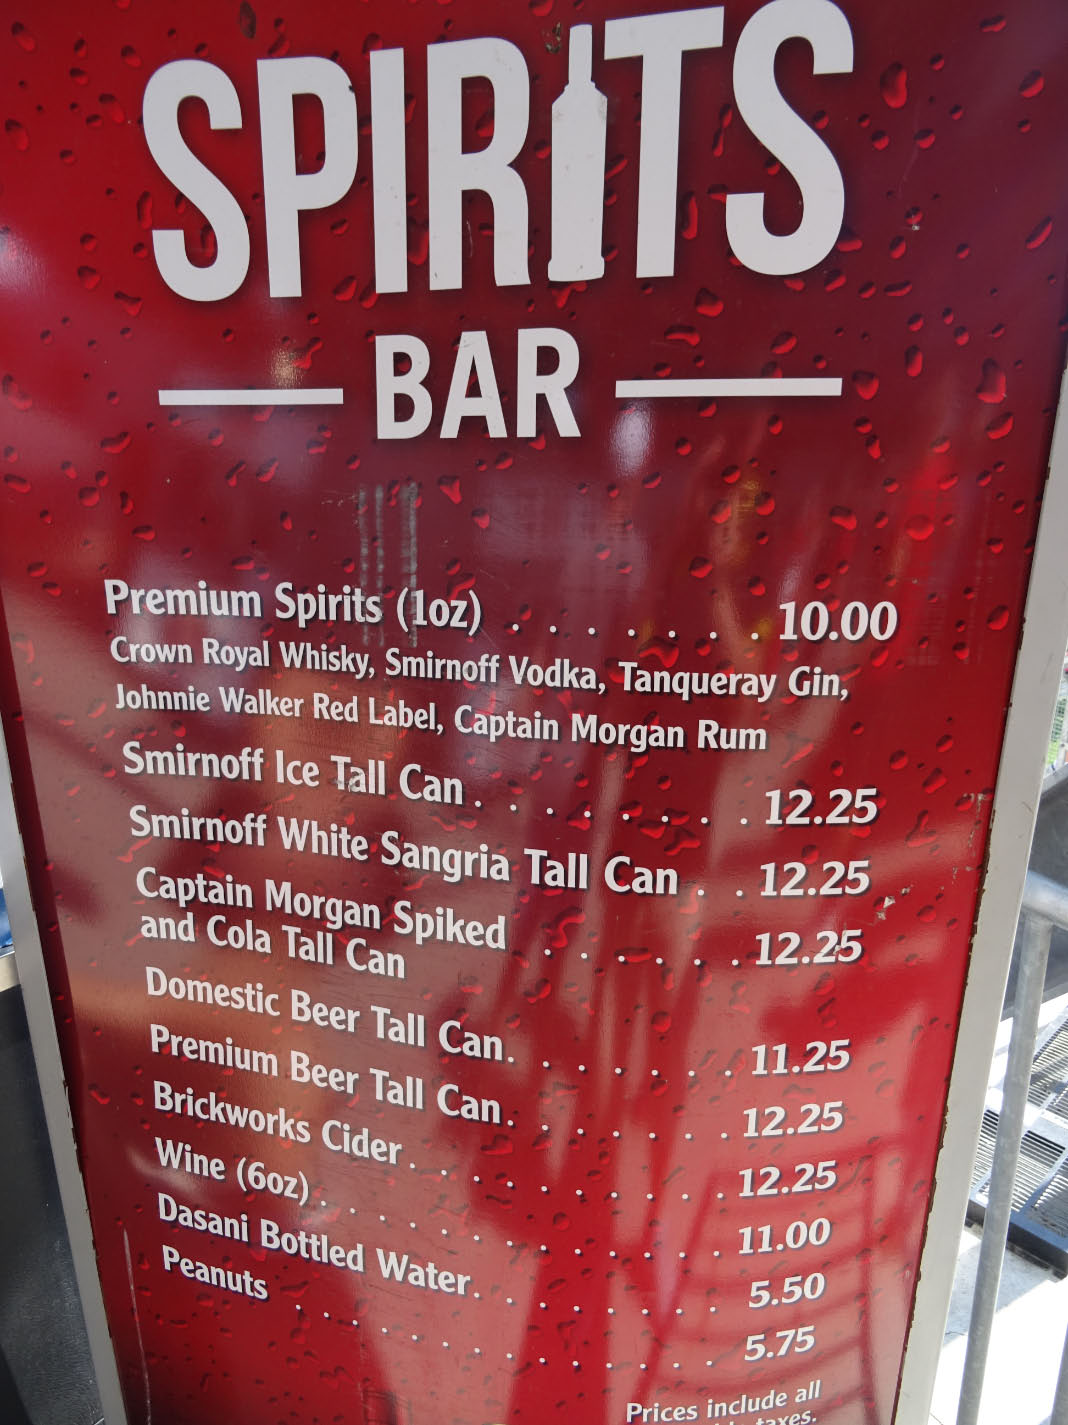 SPIRITS
BAR
Premium Spirits (1oz) . . . . . . . 10.00
Crown Royal Whisky, Smirnoff Vodka, Tanqueray Gin,
Johnnie Walker Red Label, Captain Morgan Rum
Smirnoff Ice Tall Can . . . . . . . . 12.25
Smirnoff White Sangria Tall Can . . 12.25
Captain Morgan Spiked
and Cola Tall Can . . . . . . 12.25
Domestic Beer Tall Can. . . . . . . 11.25
Premium Beer Tall Can. . . . . . . 12.25
Brickworks Cider . . . . . . . . . . 12.25
Wine (6oz) . . . . . . . . . . . . 11.00
Dasani Bottled Water. . . . . . . . 5.50
Peanuts . . . . . . . . . . . . . 5.75
Prices include all
taxes.